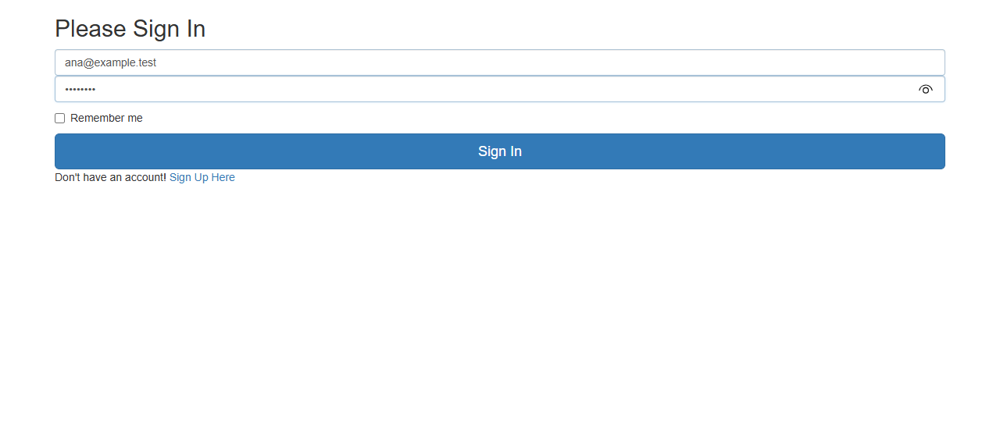 Please Sign In
ana@example.test
••••••••
Remember me
Sign In
Don't have an account! Sign Up Here